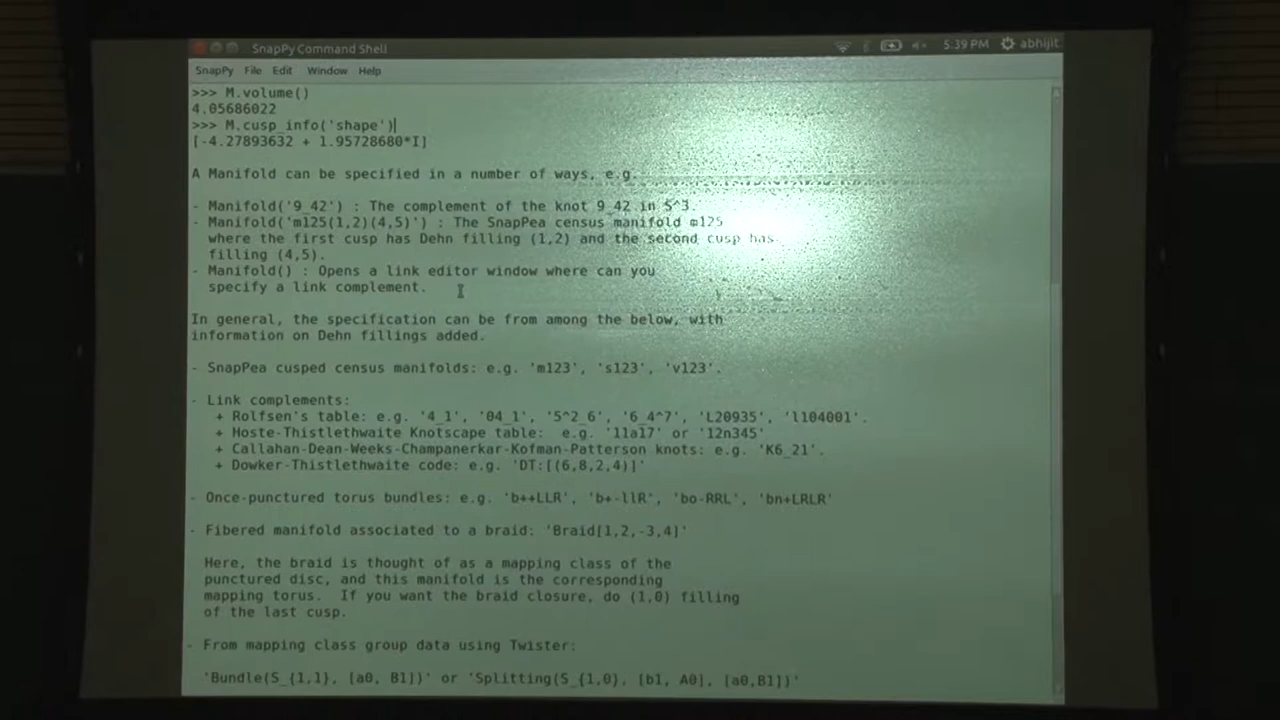 SnapPy Command Shell 5:39 PM abhijit
SnapPy File Edit Window Help
>>> M.volume()
4.05686022
>>> M.cusp_info('shape')
[-4.27893632 + 1.95728680*I]
A Manifold can be specified in a number of ways, e.g.
- Manifold('9_42') : The complement of the knot 9_42 in S^3.
- Manifold('m125(1,2)(4,5)') : The SnapPea census manifold m125
where the first cusp has Dehn filling (1,2) and the second cusp has
filling (4,5).
- Manifold() : Opens a link editor window where can you
specify a link complement.
In general, the specification can be from among the below, with
information on Dehn fillings added.
- SnapPea cusped census manifolds: e.g. 'm123', 's123', 'v123'.
- Link complements:
+ Rolfsen's table: e.g. '4_1', '04_1', '5^2_6', '6_4^7', 'L20935', 'l104001'.
+ Hoste-Thistlethwaite Knotscape table: e.g. '11a17' or '12n345'
+ Callahan-Dean-Weeks-Champanerkar-Kofman-Patterson knots: e.g. 'K6_21'.
+ Dowker-Thistlethwaite code: e.g. 'DT:[(6,8,2,4)]'
- Once-punctured torus bundles: e.g. 'b++LLR', 'b+-llR', 'bo-RRL', 'bn+LRLR'
- Fibered manifold associated to a braid: 'Braid[1,2,-3,4]'
Here, the braid is thought of as a mapping class of the
punctured disc, and this manifold is the corresponding
mapping torus. If you want the braid closure, do (1,0) filling
of the last cusp.
- From mapping class group data using Twister:
'Bundle(S_{1,1}, [a0, B1])' or 'Splitting(S_{1,0}, [b1, A0], [a0,B1])'